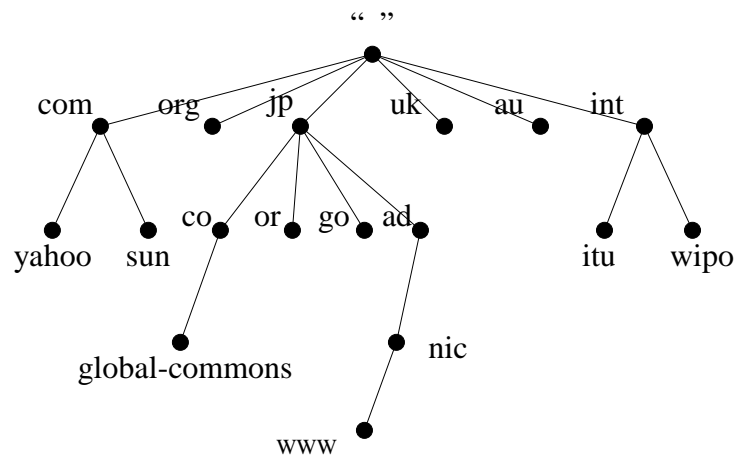 “ ”
com org jp uk au int
co or go ad
yahoo sun itu wipo
global-commons nic
www